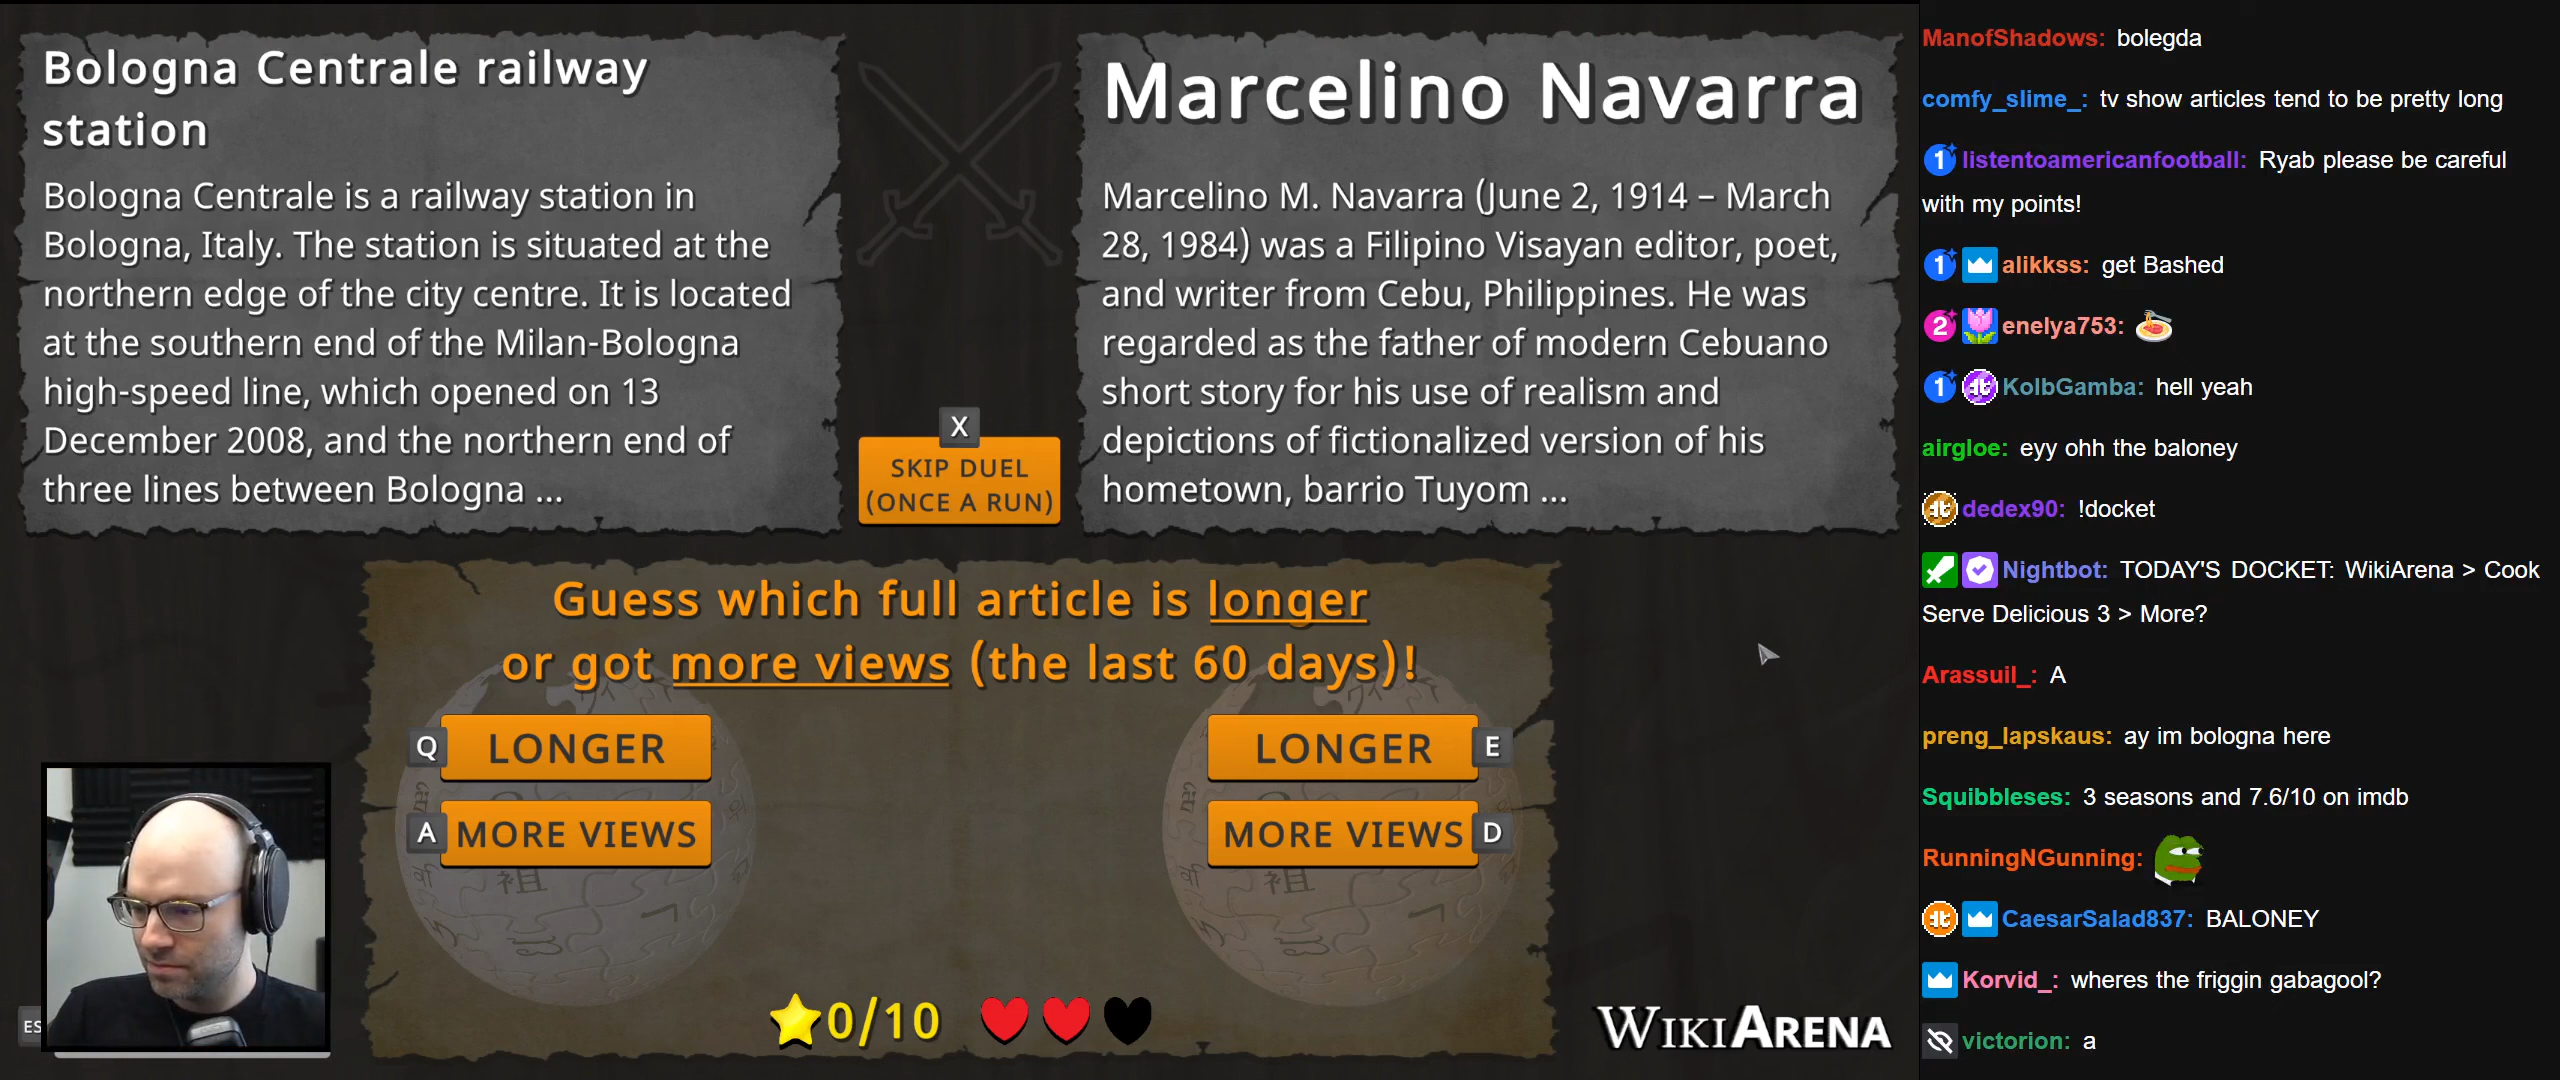 Bologna Centrale railway
station
Bologna Centrale is a railway station in
Bologna, Italy. The station is situated at the
northern edge of the city centre. It is located
at the southern end of the Milan-Bologna
high-speed line, which opened on 13
December 2008, and the northern end of
three lines between Bologna ...
X
SKIP DUEL
(ONCE A RUN)
Marcelino Navarra
Marcelino M. Navarra (June 2, 1914 – March
28, 1984) was a Filipino Visayan editor, poet,
and writer from Cebu, Philippines. He was
regarded as the father of modern Cebuano
short story for his use of realism and
depictions of fictionalized version of his
hometown, barrio Tuyom ...
Guess which full article is longer
or got more views (the last 60 days)!
Q LONGER
A MORE VIEWS
LONGER E
MORE VIEWS D
祖
祖
ES
0/10
WIKIARENA
ManofShadows: bolegda
comfy_slime_: tv show articles tend to be pretty long
1 listentoamericanfootball: Ryab please be careful
with my points!
1 alikkss: get Bashed
2 enelya753:
1 KolbGamba: hell yeah
airgloe: eyy ohh the baloney
dedex90: !docket
Nightbot: TODAY'S DOCKET: WikiArena > Cook
Serve Delicious 3 > More?
Arassuil_: A
preng_lapskaus: ay im bologna here
Squibbleses: 3 seasons and 7.6/10 on imdb
RunningNGunning:
CaesarSalad837: BALONEY
Korvid_: wheres the friggin gabagool?
victorion: a